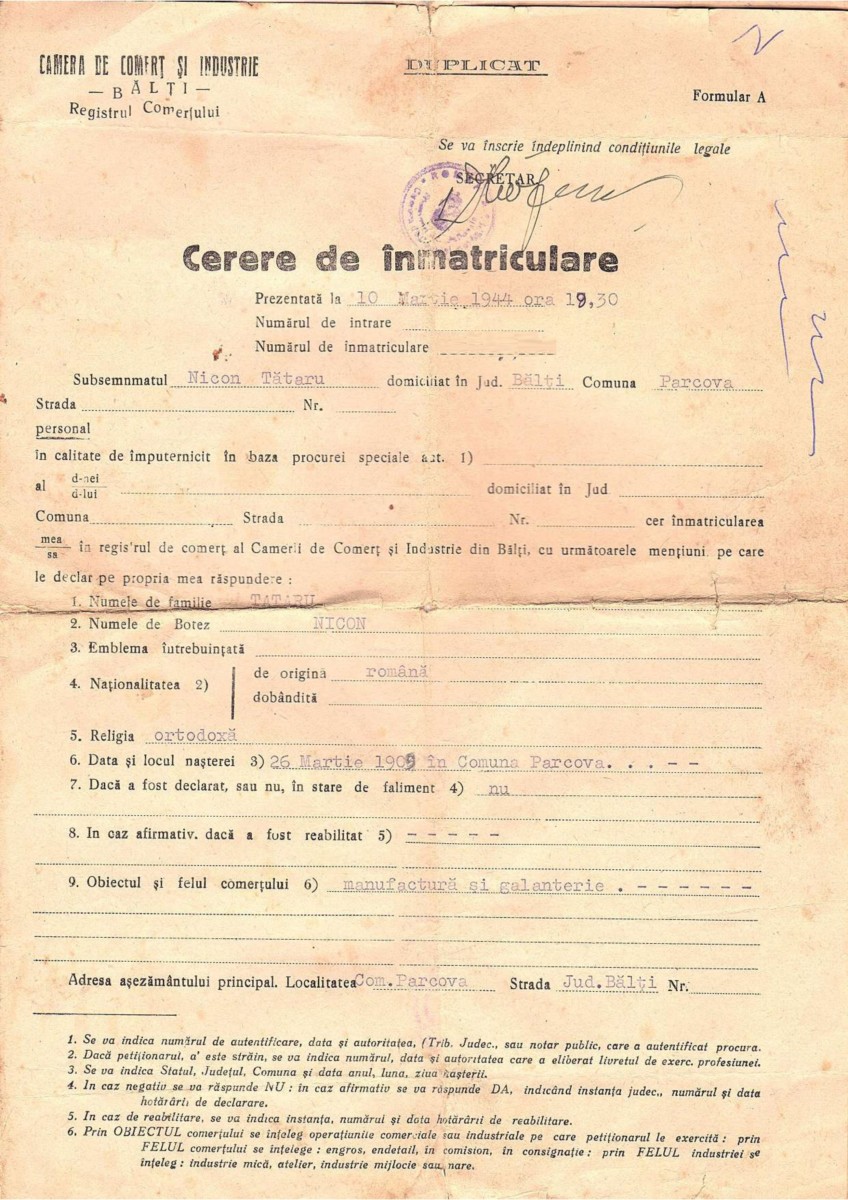 CAMERA DE COMERȚ ȘI INDUSTRIE
— BĂLȚI —
Registrul Comerțului
DUPLICAT
Formular A
Se va înscrie îndeplinind condițiunile legale
SECRETAR
Cerere de înmatriculare
Prezentată la 10 Martie 1944 ora 19,30
Numărul de intrare
Numărul de înmatriculare
Subsemnmatul Nicon Tătaru domiciliat în Jud. Bălți Comuna Parcova
Strada Nr.
personal
în calitate de împuternicit în baza procurei speciale aut. 1)
al d-nei
d-lui domiciliat în Jud
Comuna Strada Nr. cer înmatricularea
mea
sa în regis'rul de comerț al Camerii de Comerț și Industrie din Bălți, cu următoarele mențiuni pe care
le declar pe propria mea răspundere :
1. Numele de familie TATARU
2. Numele de Botez NICON
3. Emblema întrebuințată
4. Naționalitatea 2) de origină română
dobândită
5. Religia ortodoxă
6. Data și locul nașterei 3) 26 Martie 1909 în Comuna Parcova. . . - -
7. Dacă a fost declarat, sau nu, în stare de faliment 4) nu
8. In caz afirmativ. dacă a fost reabilitat 5) - - - - -
9. Obiectul și felul comerțului 6) manufactură si galanterie . - - - - - -
Adresa așezământului principal. Localitatea Com.Parcova Strada Jud.Bălți Nr.
1. Se va indica numărul de autentificare, data și autoritatea, (Trib. Judec., sau notar public, care a autentificat procura.
2. Dacă petiționarul, a' este străin, se va indica numărul, data și autoritatea care a eliberat livretul de exerc. profesiunei.
3. Se va indica Statul, Județul, Comuna și data anul, luna, ziua nașterii.
4. In caz negativ se va răspunde NU : in caz afirmativ se va răspunde DA, indicând instanța judec., numărul și data
hotărârii de declarare.
5. In caz de reabilitare, se va indica instanța, numărul și data hotărârii de reabilitare.
6. Prin OBIECTUL comerțului se înțeleg operațiunile comerciale sau industriale pe care petiționarul le exercită : prin
FELUL comerțului se înțelege : engros, endetail, în comision, în consignație : prin FELUL industriei se
înțeleg : industrie mică, atelier, industrie mijlocie sau mare.